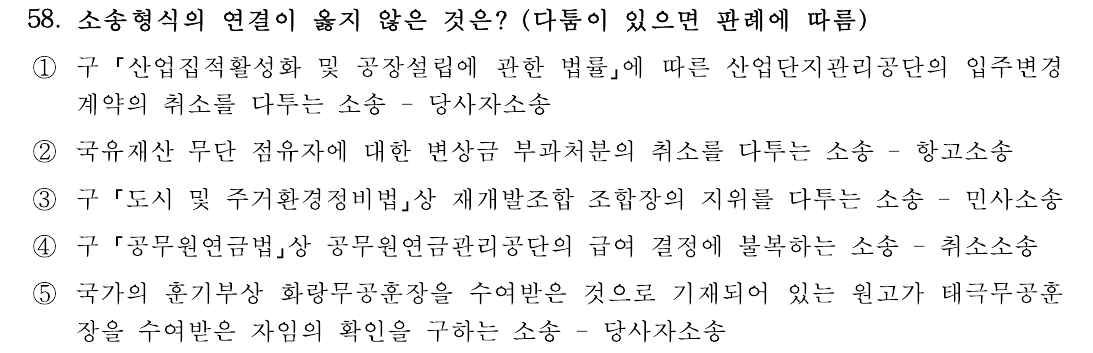 58. 소송형식의 연결이 옳지 않은 것은? (다툼이 있으면 판례에 따름)
① 구 「산업집적활성화 및 공장설립에 관한 법률」에 따른 산업단지관리공단의 입주변경
계약의 취소를 다투는 소송 - 당사자소송
② 국유재산 무단 점유자에 대한 변상금 부과처분의 취소를 다투는 소송 - 항고소송
③ 구 「도시 및 주거환경정비법」상 재개발조합 조합장의 지위를 다투는 소송 - 민사소송
④ 구 「공무원연금법」상 공무원연금관리공단의 급여 결정에 불복하는 소송 - 취소소송
⑤ 국가의 훈기부상 화랑무공훈장을 수여받은 것으로 기재되어 있는 원고가 태극무공훈
장을 수여받은 자임의 확인을 구하는 소송 - 당사자소송